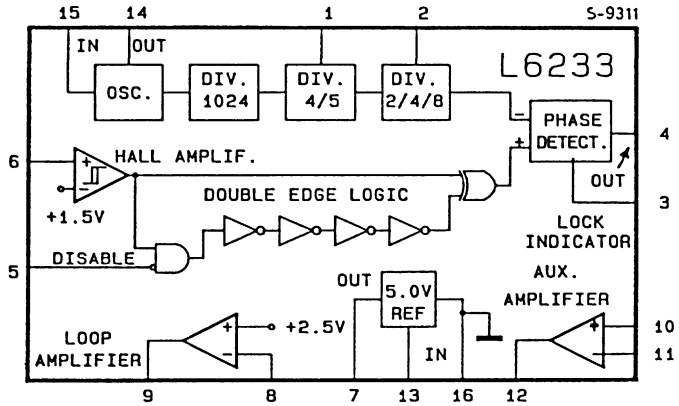 15 14 1 2 S-9311
IN OUT
L6233
OSC.
DIV.
1024
DIV.
4/5
DIV.
2/4/8
−
+
PHASE
DETECT.
4
OUT
3
6
+
−
HALL AMPLIF.
+1.5V
DOUBLE EDGE LOGIC
LOCK
INDICATOR
DISABLE
5
OUT
5.0V
REF
IN
AUX.
AMPLIFIER
LOOP
AMPLIFIER
+
−
+2.5V
+
−
10
11
9 8 7 13 16 12